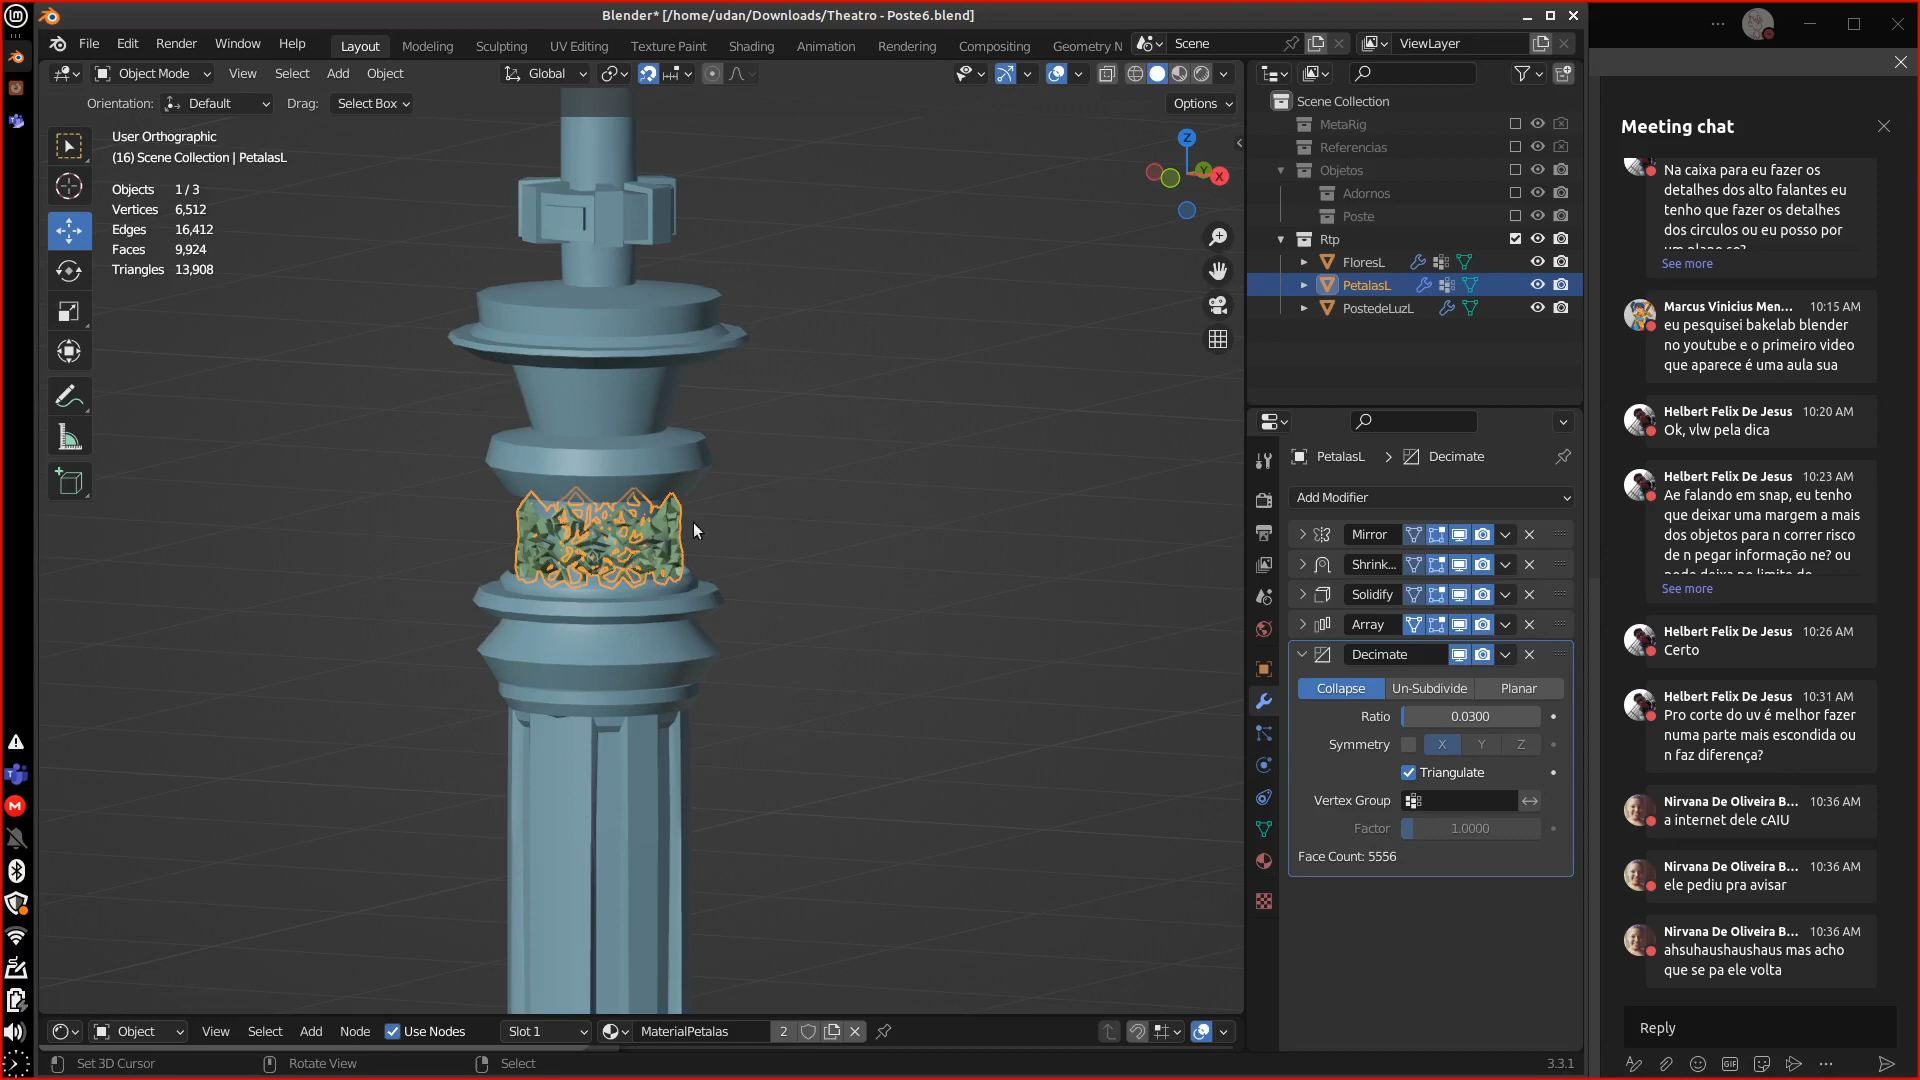 Blender* [/home/udan/Downloads/Theatro - Poste6.blend]
File Edit Render Window Help
Layout Modeling Sculpting UV Editing Texture Paint Shading Animation Rendering Compositing Geometry N
Scene
ViewLayer
Object Mode View Select Add Object
Global
Orientation: Default Drag: Select Box
Options
User Orthographic
(16) Scene Collection | PetalasL
Objects 1 / 3
Vertices 6,512
Edges 16,412
Faces 9,924
Triangles 13,908
Z
Y
X
Scene Collection
MetaRig
Referencias
Objetos
Adornos
Poste
Rtp
FloresL
PetalasL
PostedeLuzL
PetalasL > Decimate
Add Modifier
Mirror
Shrink...
Solidify
Array
Decimate
Collapse Un-Subdivide Planar
Ratio 0.0300
Symmetry X Y Z
Triangulate
Vertex Group
Factor 1.0000
Face Count: 5556
Object View Select Add Node Use Nodes Slot 1 MaterialPetalas 2
Set 3D Cursor Rotate View Select
3.3.1
Meeting chat
Na caixa para eu fazer os
detalhes dos alto falantes eu
tenho que fazer os detalhes
dos circulos ou eu posso por
um plano so?
See more
Marcus Vinicius Men... 10:15 AM
eu pesquisei bakelab blender
no youtube e o primeiro video
que aparece é uma aula sua
Helbert Felix De Jesus 10:20 AM
Ok, vlw pela dica
Helbert Felix De Jesus 10:23 AM
Ae falando em snap, eu tenho
que deixar uma margem a mais
dos objetos para n correr risco
de n pegar informação ne? ou
pode deixa no limite do
See more
Helbert Felix De Jesus 10:26 AM
Certo
Helbert Felix De Jesus 10:31 AM
Pro corte do uv é melhor fazer
numa parte mais escondida ou
n faz diferença?
Nirvana De Oliveira B... 10:36 AM
a internet dele cAIU
Nirvana De Oliveira B... 10:36 AM
ele pediu pra avisar
Nirvana De Oliveira B... 10:36 AM
ahsuhaushaushaus mas acho
que se pa ele volta
Reply
GIF